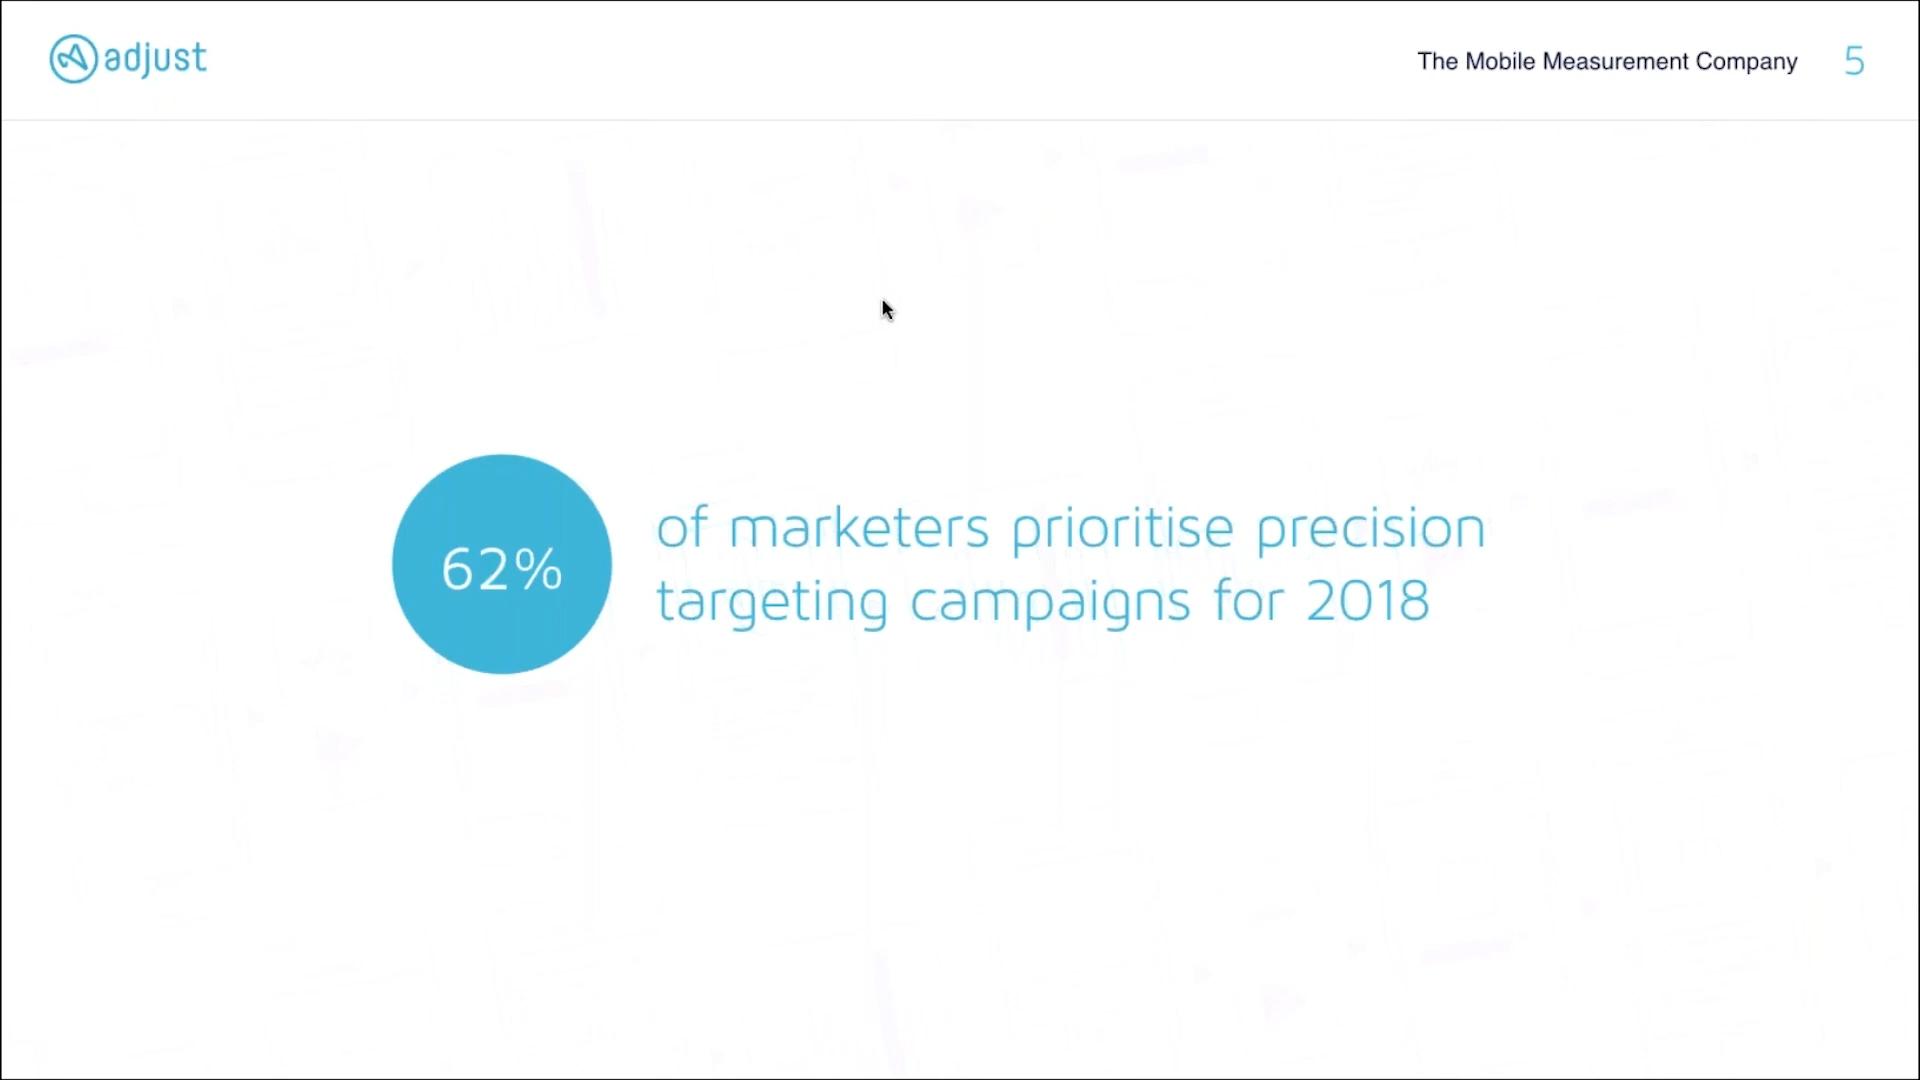 adjust
The Mobile Measurement Company 5
62%
of marketers prioritise precision
targeting campaigns for 2018